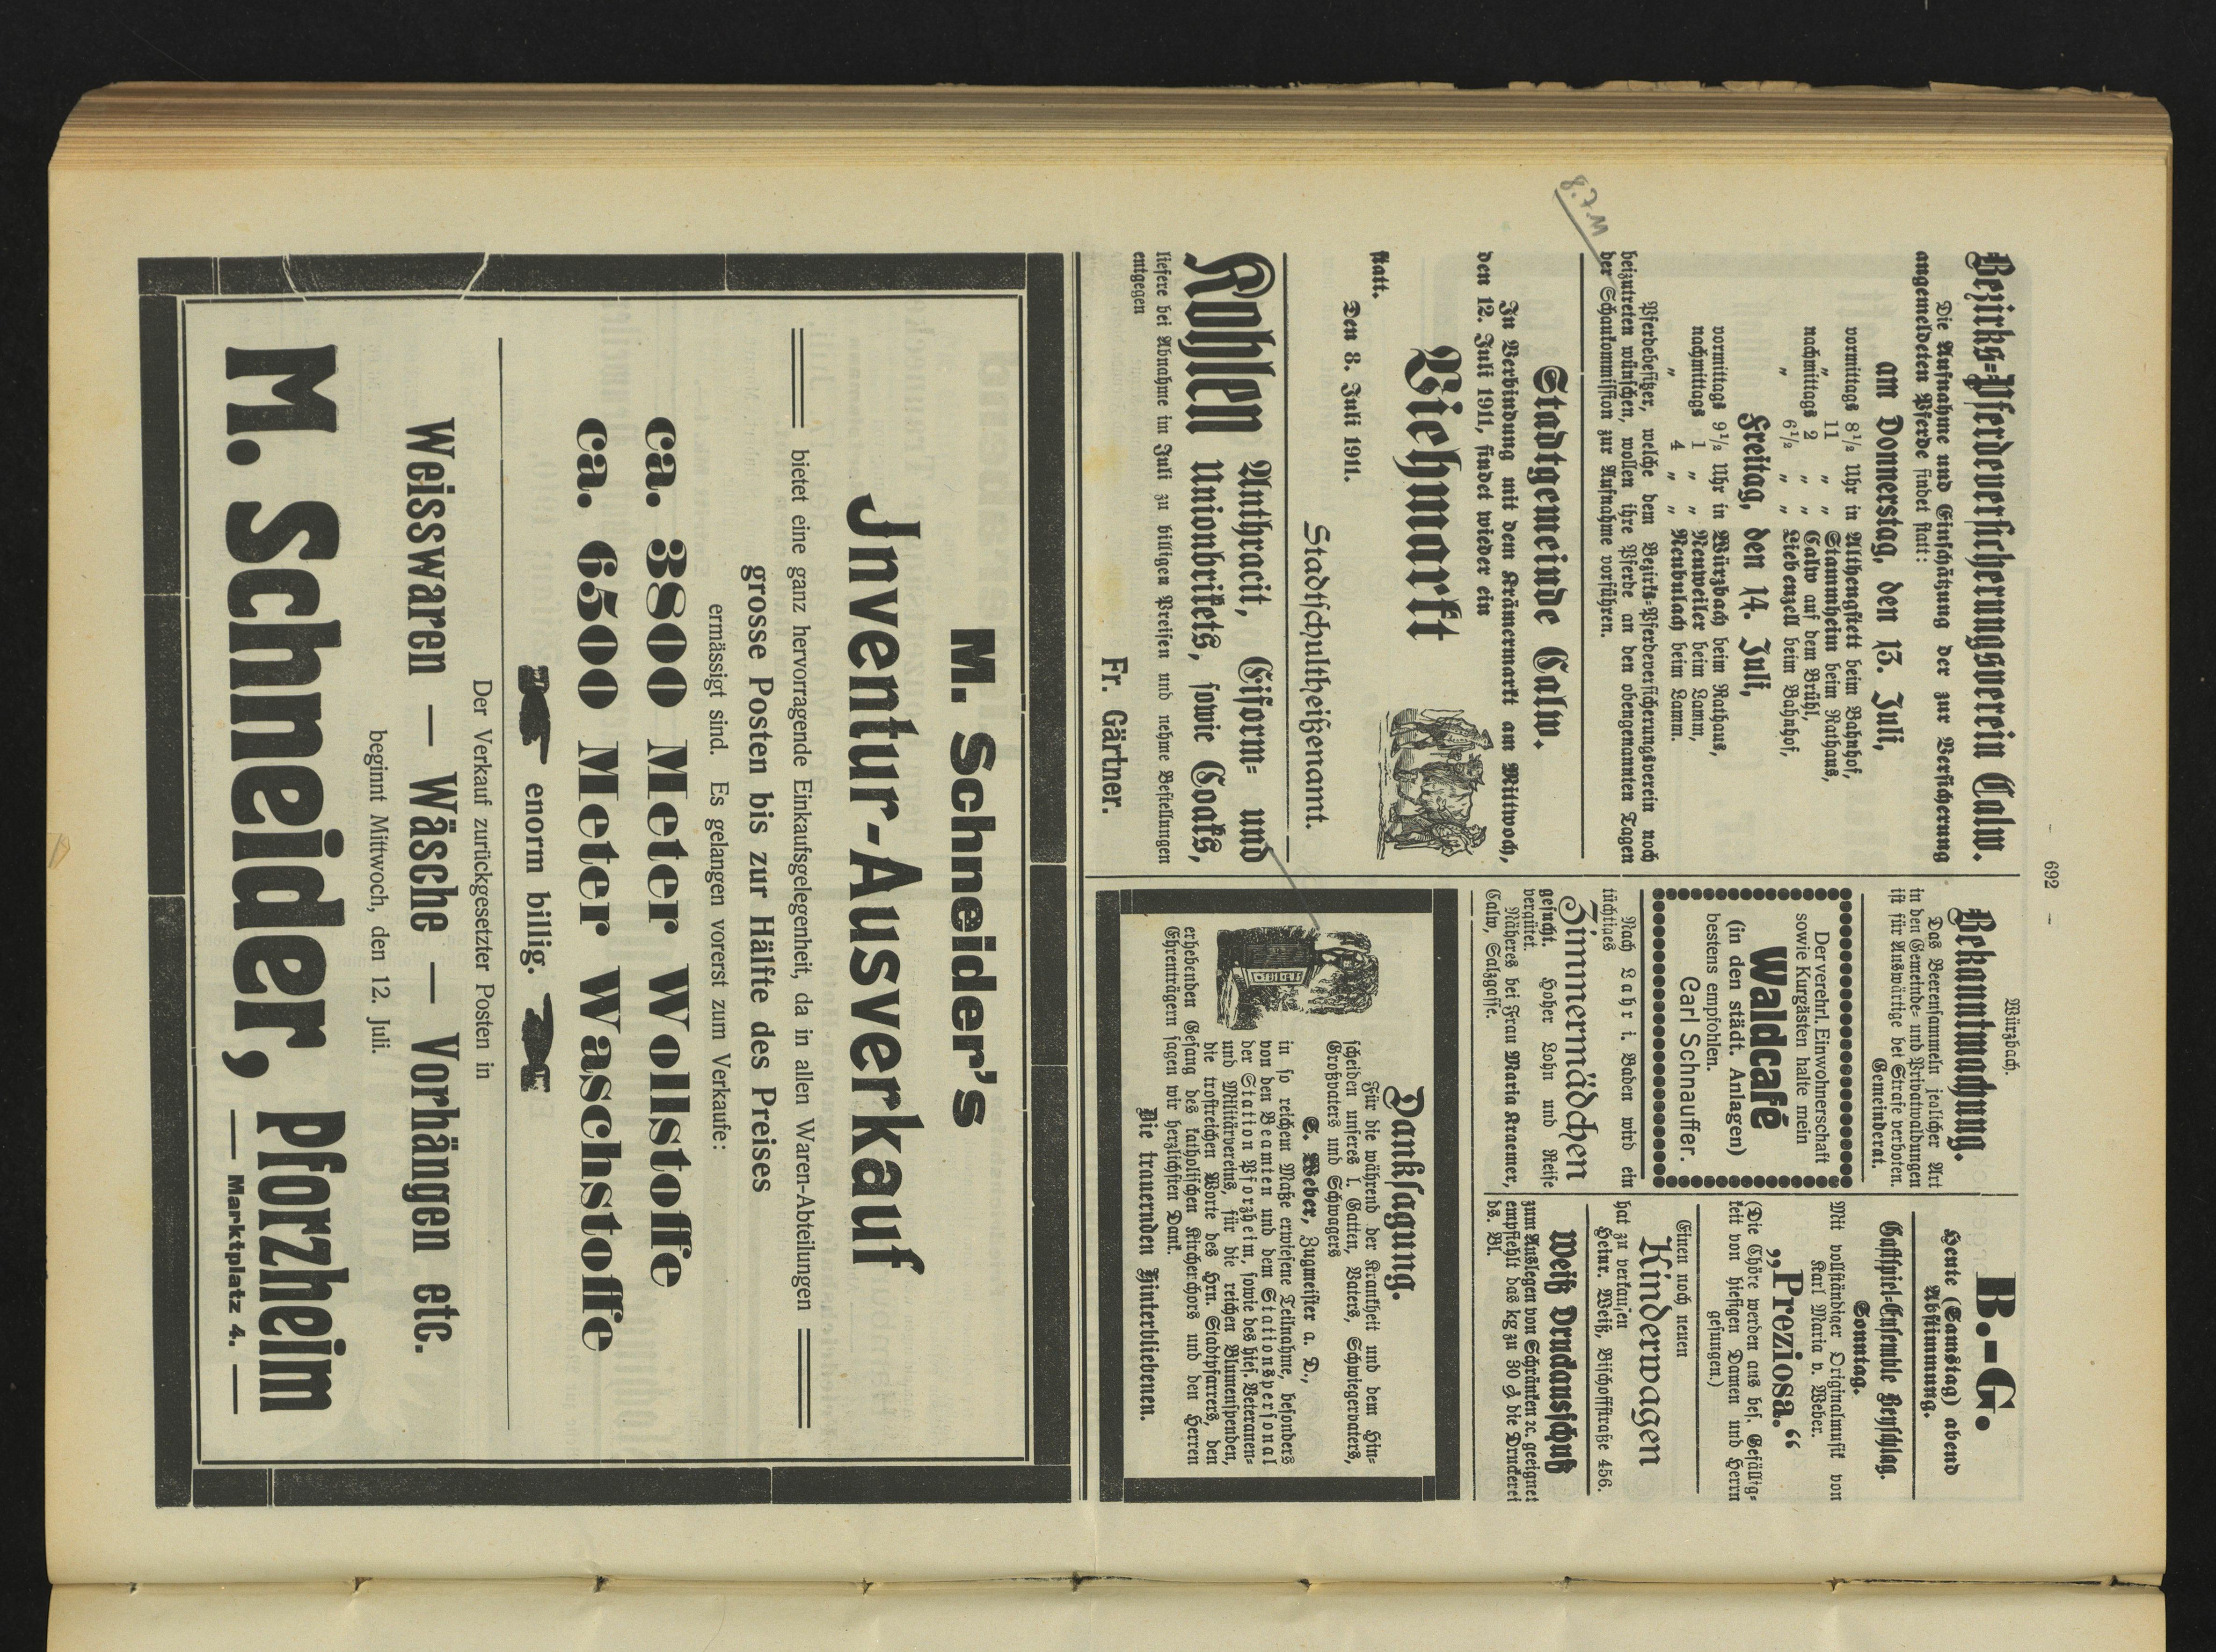 — 692 —
Bezirks-Pferdeversicherungsverein Calw.
Die Aufnahme und Einschätzung der zur Versicherung
angemeldeten Pferde findet statt:
am Donnerstag, den 13. Juli,
vormittags 8½ Uhr in Althengstett beim Bahnhof,
„ 11 „ „ Stammheim beim Rathaus,
nachmittags 2 „ „ Calw auf dem Brühl,
„ 6½ „ „ Liebenzell beim Bahnhof,
Freitag, den 14. Juli,
vormittags 9½ Uhr in Würzbach beim Rathaus,
nachmittags 1 „ „ Neuweiler beim Lamm,
„ 4 „ „ Neubulach beim Lamm.
Pferdebesitzer, welche dem Bezirks-Pferdeversicherungsverein noch
beizutreten wünschen, wollen ihre Pferde an den obengenannten Tagen
der Schaukommission zur Aufnahme vorführen.
8.7.11
Stadtgemeinde Calw.
In Verbindung mit dem Krämermarkt am Mittwoch,
den 12. Juli 1911, findet wieder ein
Viehmarkt
statt.
Den 8. Juli 1911.
Stadtschultheißenamt.
Kohlen Anthracit, Eiform- und
Unionbrikets, sowie Coaks,
liefere bei Abnahme im Juli zu billigen Preisen und nehme Bestellungen
entgegen
Fr. Gärtner.
Würzbach.
Bekanntmachung.
Das Beerensammeln jeglicher Art
in den Gemeinde- und Privatwaldungen
ist für Auswärtige bei Strafe verboten.
Gemeinderat.
Der verehrl. Einwohnerschaft
sowie Kurgästen halte mein
Waldcafé
(in den städt. Anlagen)
bestens empfohlen.
Carl Schnauffer.
Nach Lahr i. Baden wird ein
tüchtiges
Zimmermädchen
gesucht. Hoher Lohn und Reise
vergütet.
Näheres bei Frau Maria Kraemer,
Calw, Salzgasse.
B.-G.
Heute (Samstag) abend
Abstimmung.
Gastspiel-Ensemble Heyschlag.
Sonntag.
Mit vollständiger Originalmusik von
Karl Maria v. Weber.
„Preziosa.“
(Die Chöre werden aus bes. Gefällig-
keit von hiesigen Damen und Herrn
gesungen.)
Einen noch neuen
Kinderwagen
hat zu verkaufen
Heinr. Weiß, Bischoffstraße 456.
weiß Druckausschuß
zum Auslegen von Schränken ꝛc. geeignet
empfiehlt das kg zu 30 ₰ die Druckerei
ds. Bl.
Danksagung.
Für die während der Krankheit und dem Hin-
scheiden unseres l. Gatten, Vaters, Schwiegervaters,
Großvaters und Schwagers
S. Weber, Zugmeister a. D.,
in so reichem Maße erwiesene Teilnahme, besonders
von den Beamten und dem Stationspersonal
der Station Pforzheim, sowie des hies. Veteranen-
und Militärvereins, für die reichen Blumenspenden,
die trostreichen Worte des Hrn. Stadtpfarrers, den
erhebenden Gesang des katholischen Kirchenchors und den Herren
Ehrenträgern sagen wir herzlichsten Dank.
Die trauernden Hinterbliebenen.
M. Schneider's
Jnventur-Ausverkauf
bietet eine ganz hervorragende Einkaufsgelegenheit, da in allen Waren-Abteilungen
grosse Posten bis zur Hälfte des Preises
ermässigt sind. Es gelangen vorerst zum Verkaufe:
ca. 3800 Meter Wollstoffe
ca. 6500 Meter Waschstoffe
enorm billig.
Der Verkauf zurückgesetzter Posten in
Weisswaren — Wäsche — Vorhängen etc.
beginnt Mittwoch, den 12. Juli.
M. Schneider, Pforzheim
— Marktplatz 4. —